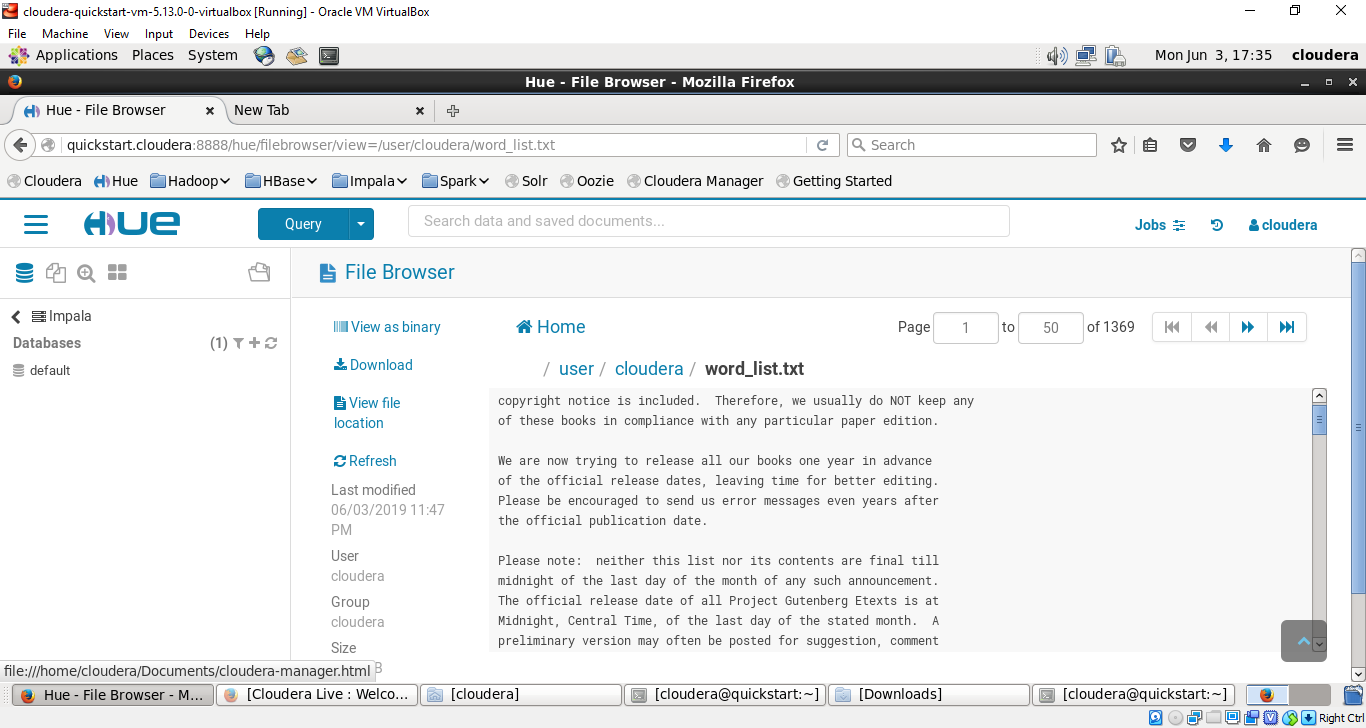 cloudera-quickstart-vm-5.13.0-0-virtualbox [Running] - Oracle VM VirtualBox
File Machine View Input Devices Help
Applications Places System Mon Jun 3, 17:35 cloudera
Hue - File Browser - Mozilla Firefox
Hue - File Browser New Tab
quickstart.cloudera:8888/hue/filebrowser/view=/user/cloudera/word_list.txt Search
Cloudera Hue Hadoop HBase Impala Spark Solr Oozie Cloudera Manager Getting Started
HUE Query Search data and saved documents... Jobs cloudera
File Browser
Impala
Databases (1)
default
View as binary
Download
View file
location
Refresh
Last modified
06/03/2019 11:47
PM
User
cloudera
Group
cloudera
Size
B
Home Page 1 to 50 of 1369
/ user / cloudera / word_list.txt
copyright notice is included.  Therefore, we usually do NOT keep any
of these books in compliance with any particular paper edition.
We are now trying to release all our books one year in advance
of the official release dates, leaving time for better editing.
Please be encouraged to send us error messages even years after
the official publication date.
Please note:  neither this list nor its contents are final till
midnight of the last day of the month of any such announcement.
The official release date of all Project Gutenberg Etexts is at
Midnight, Central Time, of the last day of the stated month.  A
preliminary version may often be posted for suggestion, comment
file:///home/cloudera/Documents/cloudera-manager.html
Hue - File Browser - M... [Cloudera Live : Welco... [cloudera] [cloudera@quickstart:~] [Downloads] [cloudera@quickstart:~]
Right Ctrl